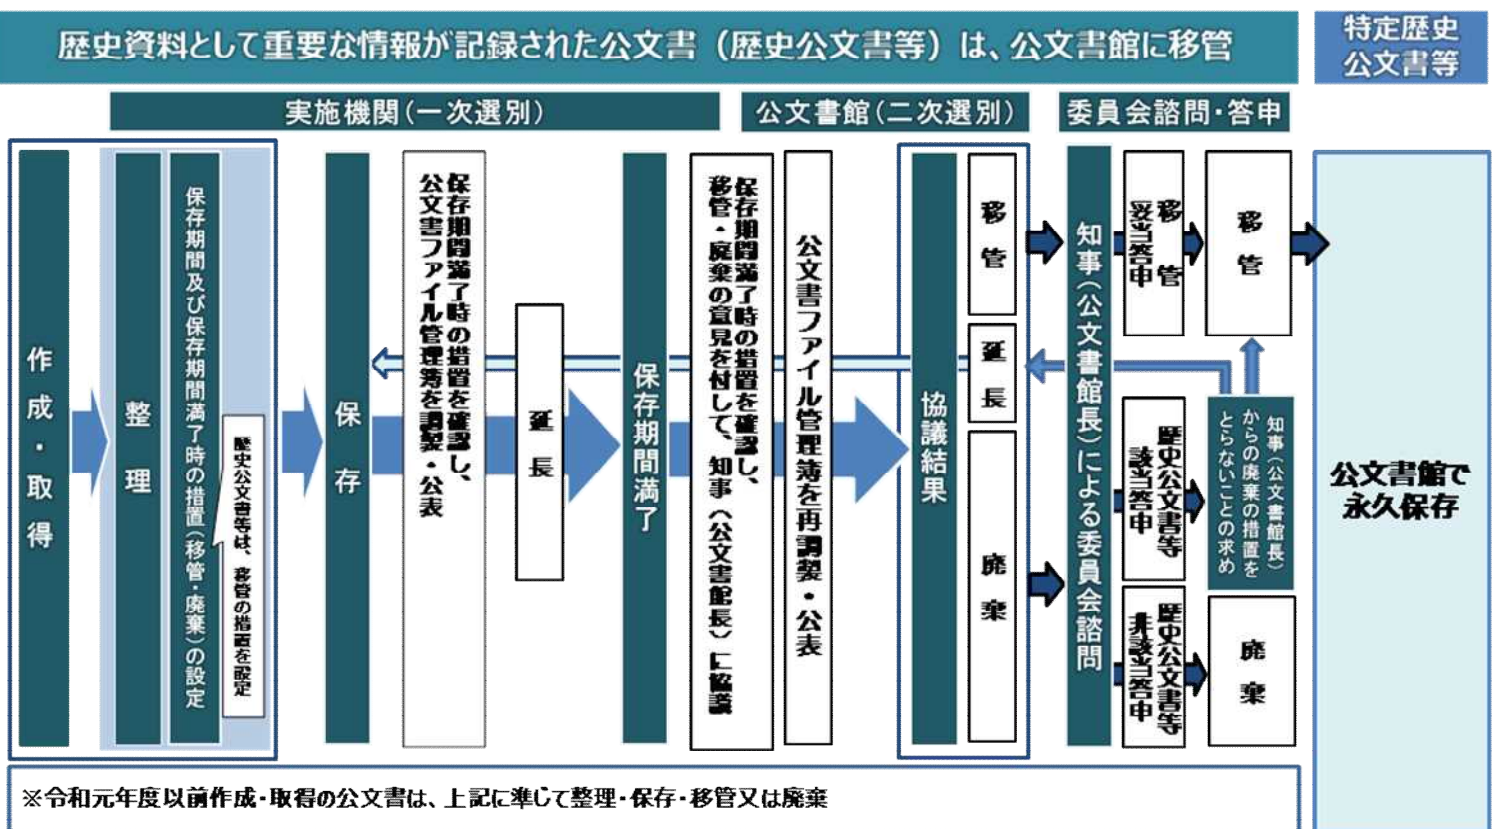 歴史資料として重要な情報が記録された公文書（歴史公文書等）は、公文書館に移管
特定歴史
公文書等
実施機関（一次選別）
公文書館（二次選別）
委員会諮問・答申
作成・取得
整理
保存期間及び保存期間満了時の措置（移管・廃棄）の設定
歴史公文書等は、移管の措置を設定
保存
保存期間満了時の措置を確認し、
公文書ファイル管理簿を調製・公表
延長
保存期間満了
保存期間満了時の措置を確認し、
移管・廃棄の意見を付して、知事（公文書館長）に協議
公文書ファイル管理簿を再調製・公表
協議結果
移管
延長
廃棄
知事（公文書館長）による委員会諮問
移管
妥当答申
歴史公文書等
該当答申
歴史公文書等
非該当答申
移管
知事（公文書館長）
からの廃棄の措置を
とらないことの求め
廃棄
公文書館で
永久保存
※令和元年度以前作成・取得の公文書は、上記に準じて整理・保存・移管又は廃棄